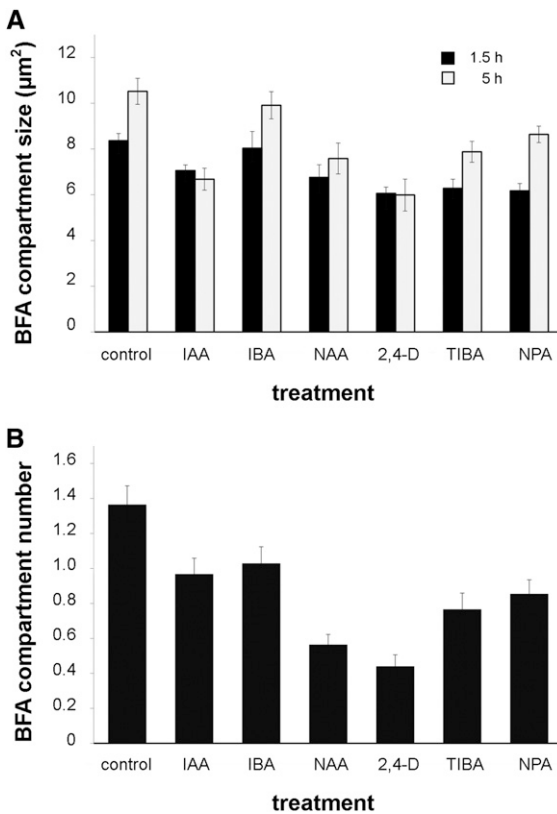 A
BFA compartment size (µm²)
12
10
8
6
4
2
0
1.5 h
5 h
control IAA IBA NAA 2,4-D TIBA NPA
treatment
B
BFA compartment number
1.6
1.4
1.2
1.0
0.8
0.6
0.4
0.2
0
control IAA IBA NAA 2,4-D TIBA NPA
treatment